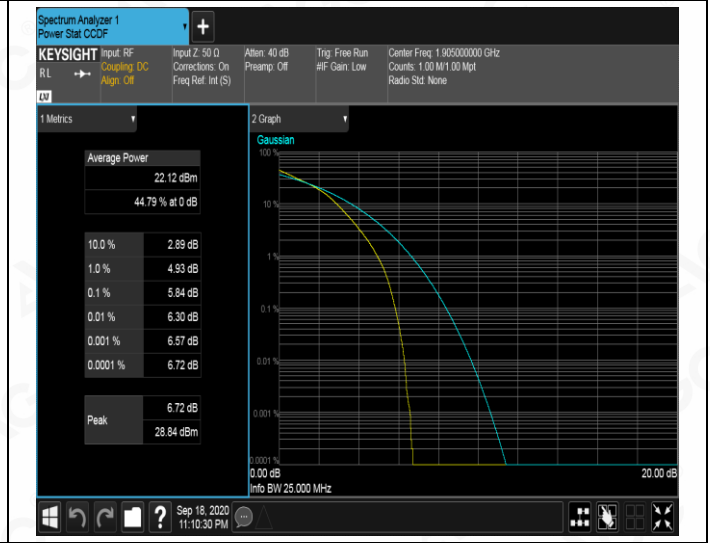 Spectrum Analyzer 1
Power Stat CCDF
+
KEYSIGHT
RL
LXI
Input: RF
Coupling: DC
Align: Off
Input Z: 50 Ω
Corrections: On
Freq Ref: Int (S)
Atten: 40 dB
Preamp: Off
Trig: Free Run
#IF Gain: Low
Center Freq: 1.905000000 GHz
Counts: 1.00 M/1.00 Mpt
Radio Std: None
1 Metrics
Average Power
22.12 dBm
44.79 % at 0 dB
10.0 % 2.89 dB
1.0 % 4.93 dB
0.1 % 5.84 dB
0.01 % 6.30 dB
0.001 % 6.57 dB
0.0001 % 6.72 dB
Peak
6.72 dB
28.84 dBm
2 Graph
Gaussian
100 %
10 %
1 %
0.1 %
0.01 %
0.001 %
0.0001 %
0.00 dB 20.00 dB
Info BW 25.000 MHz
?
Sep 18, 2020
11:10:30 PM